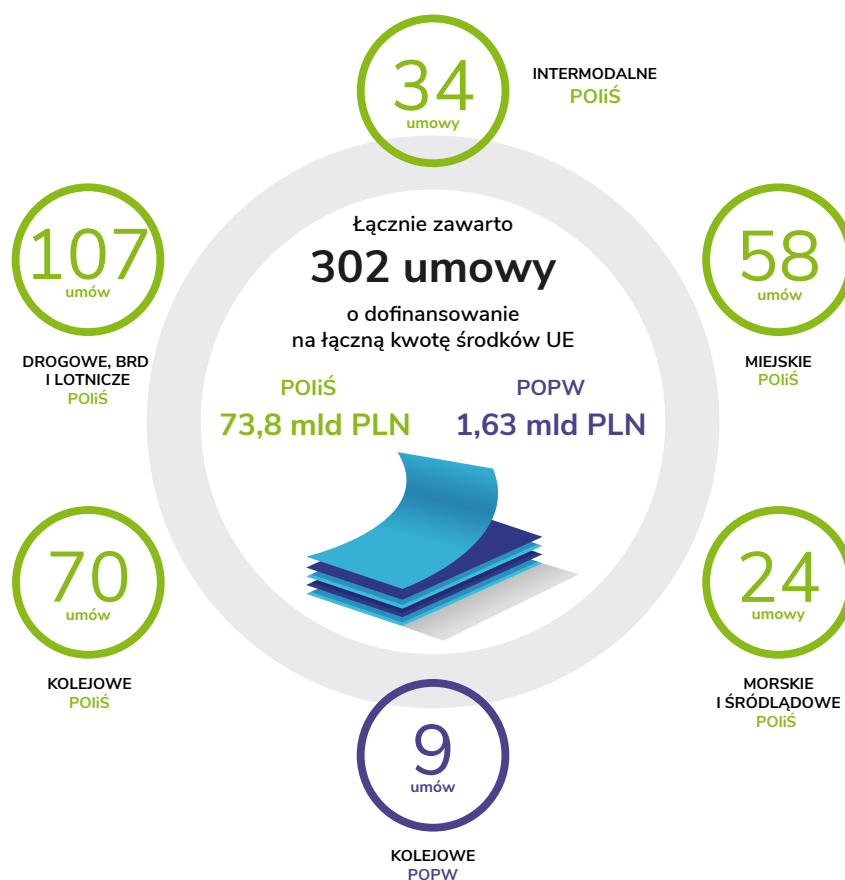 34
umowy
INTERMODALNE
POIiŚ
107
umów
DROGOWE, BRD
I LOTNICZE
POIiŚ
Łącznie zawarto
302 umowy
o dofinansowanie
na łączną kwotę środków UE
POIiŚ
73,8 mld PLN
POPW
1,63 mld PLN
58
umów
MIEJSKIE
POIiŚ
70
umów
KOLEJOWE
POIiŚ
24
umowy
MORSKIE
I ŚRÓDLĄDOWE
POIiŚ
9
umów
KOLEJOWE
POPW